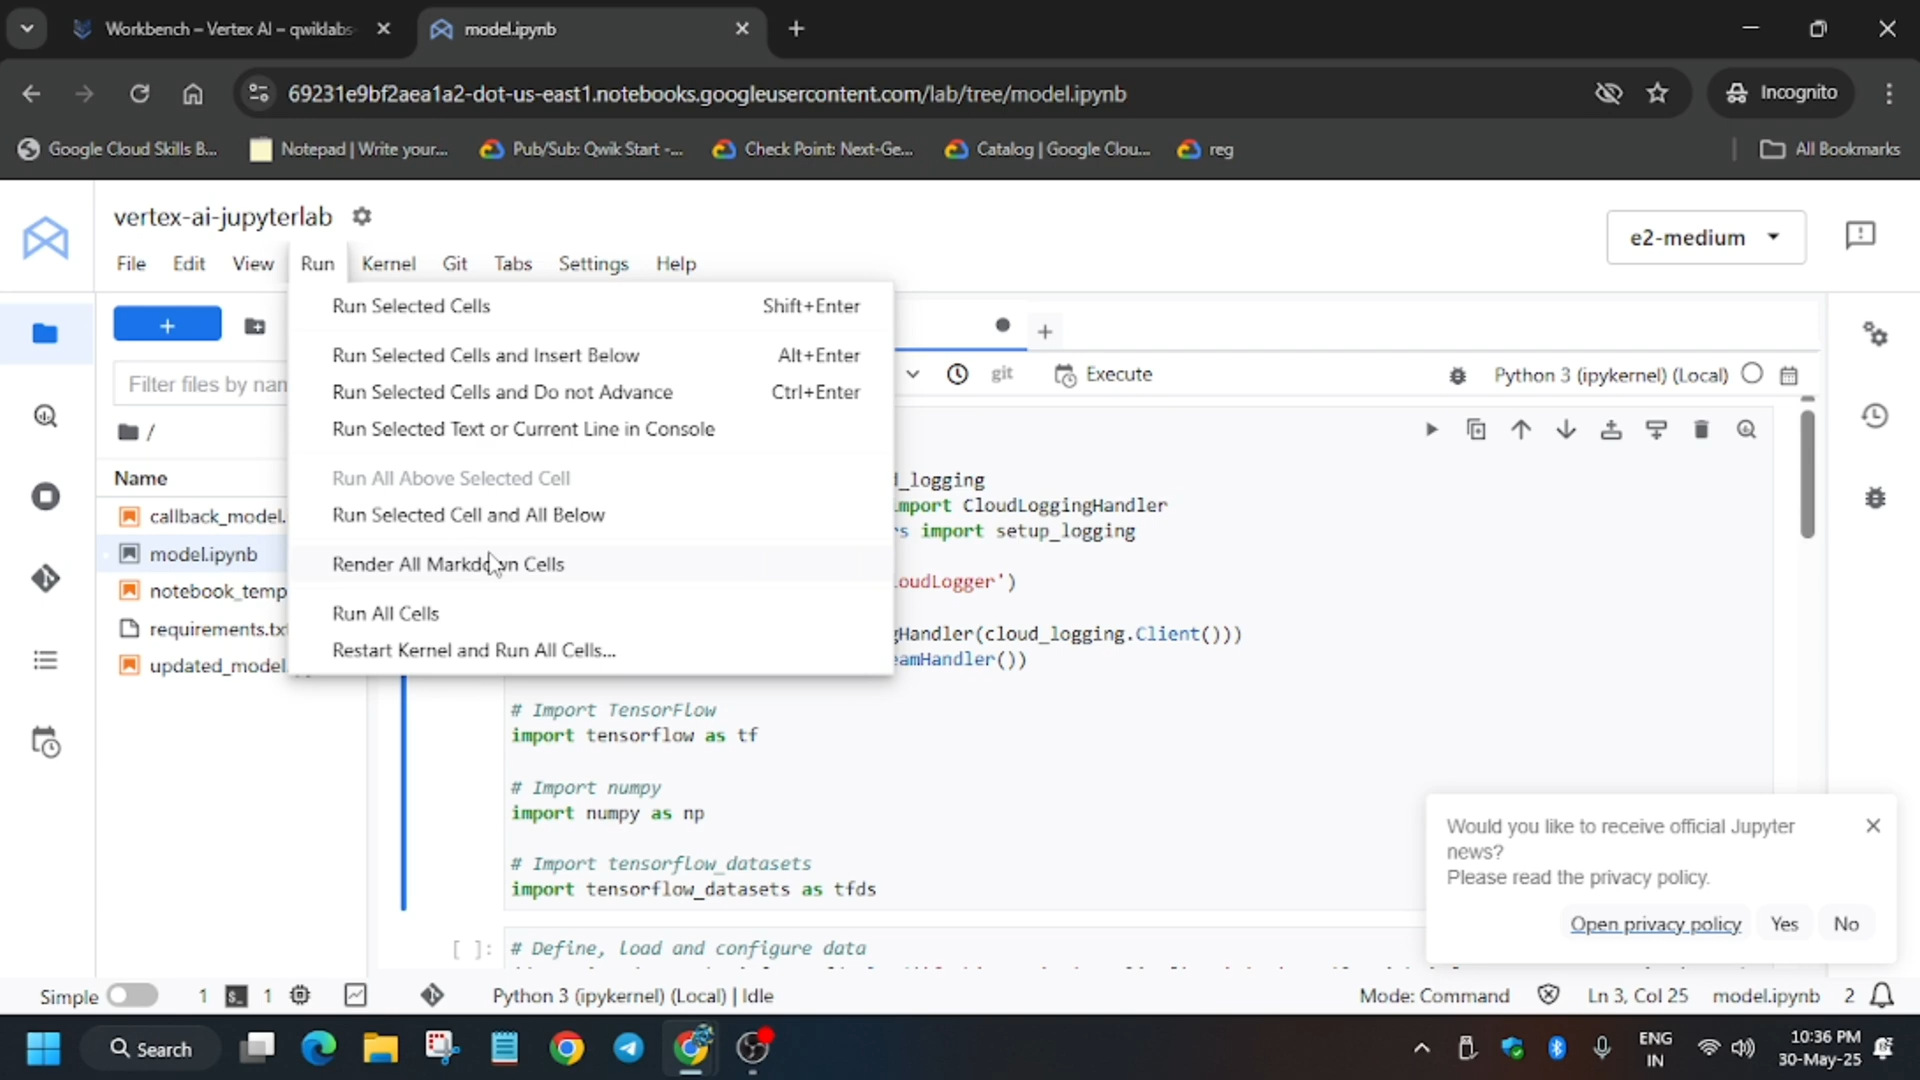 Workbench – Vertex AI – qwiklabs-
model.ipynb
69231e9bf2aea1a2-dot-us-east1.notebooks.googleusercontent.com/lab/tree/model.ipynb
Incognito
Google Cloud Skills B...
Notepad | Write your...
Pub/Sub: Qwik Start -...
Check Point: Next-Ge...
Catalog | Google Clou...
reg
All Bookmarks
vertex-ai-jupyterlab
e2-medium
File Edit View Run Kernel Git Tabs Settings Help
Run Selected Cells Shift+Enter
Run Selected Cells and Insert Below Alt+Enter
Run Selected Cells and Do not Advance Ctrl+Enter
Run Selected Text or Current Line in Console
Run All Above Selected Cell
Run Selected Cell and All Below
Render All Markdown Cells
Run All Cells
Restart Kernel and Run All Cells...
Filter files by nam
/
Name
callback_model.
model.ipynb
notebook_temp
requirements.txt
updated_model.
git
Execute
Python 3 (ipykernel) (Local)
d_logging
import CloudLoggingHandler
rs import setup_logging
loudLogger')
gHandler(cloud_logging.Client()))
eamHandler())
# Import TensorFlow
import tensorflow as tf
# Import numpy
import numpy as np
# Import tensorflow_datasets
import tensorflow_datasets as tfds
[ ]: # Define, load and configure data
Would you like to receive official Jupyter
news?
Please read the privacy policy.
Open privacy policy Yes No
Simple 1 1 Python 3 (ipykernel) (Local) | Idle Mode: Command Ln 3, Col 25 model.ipynb 2
Search
ENG
IN
10:36 PM
30-May-25